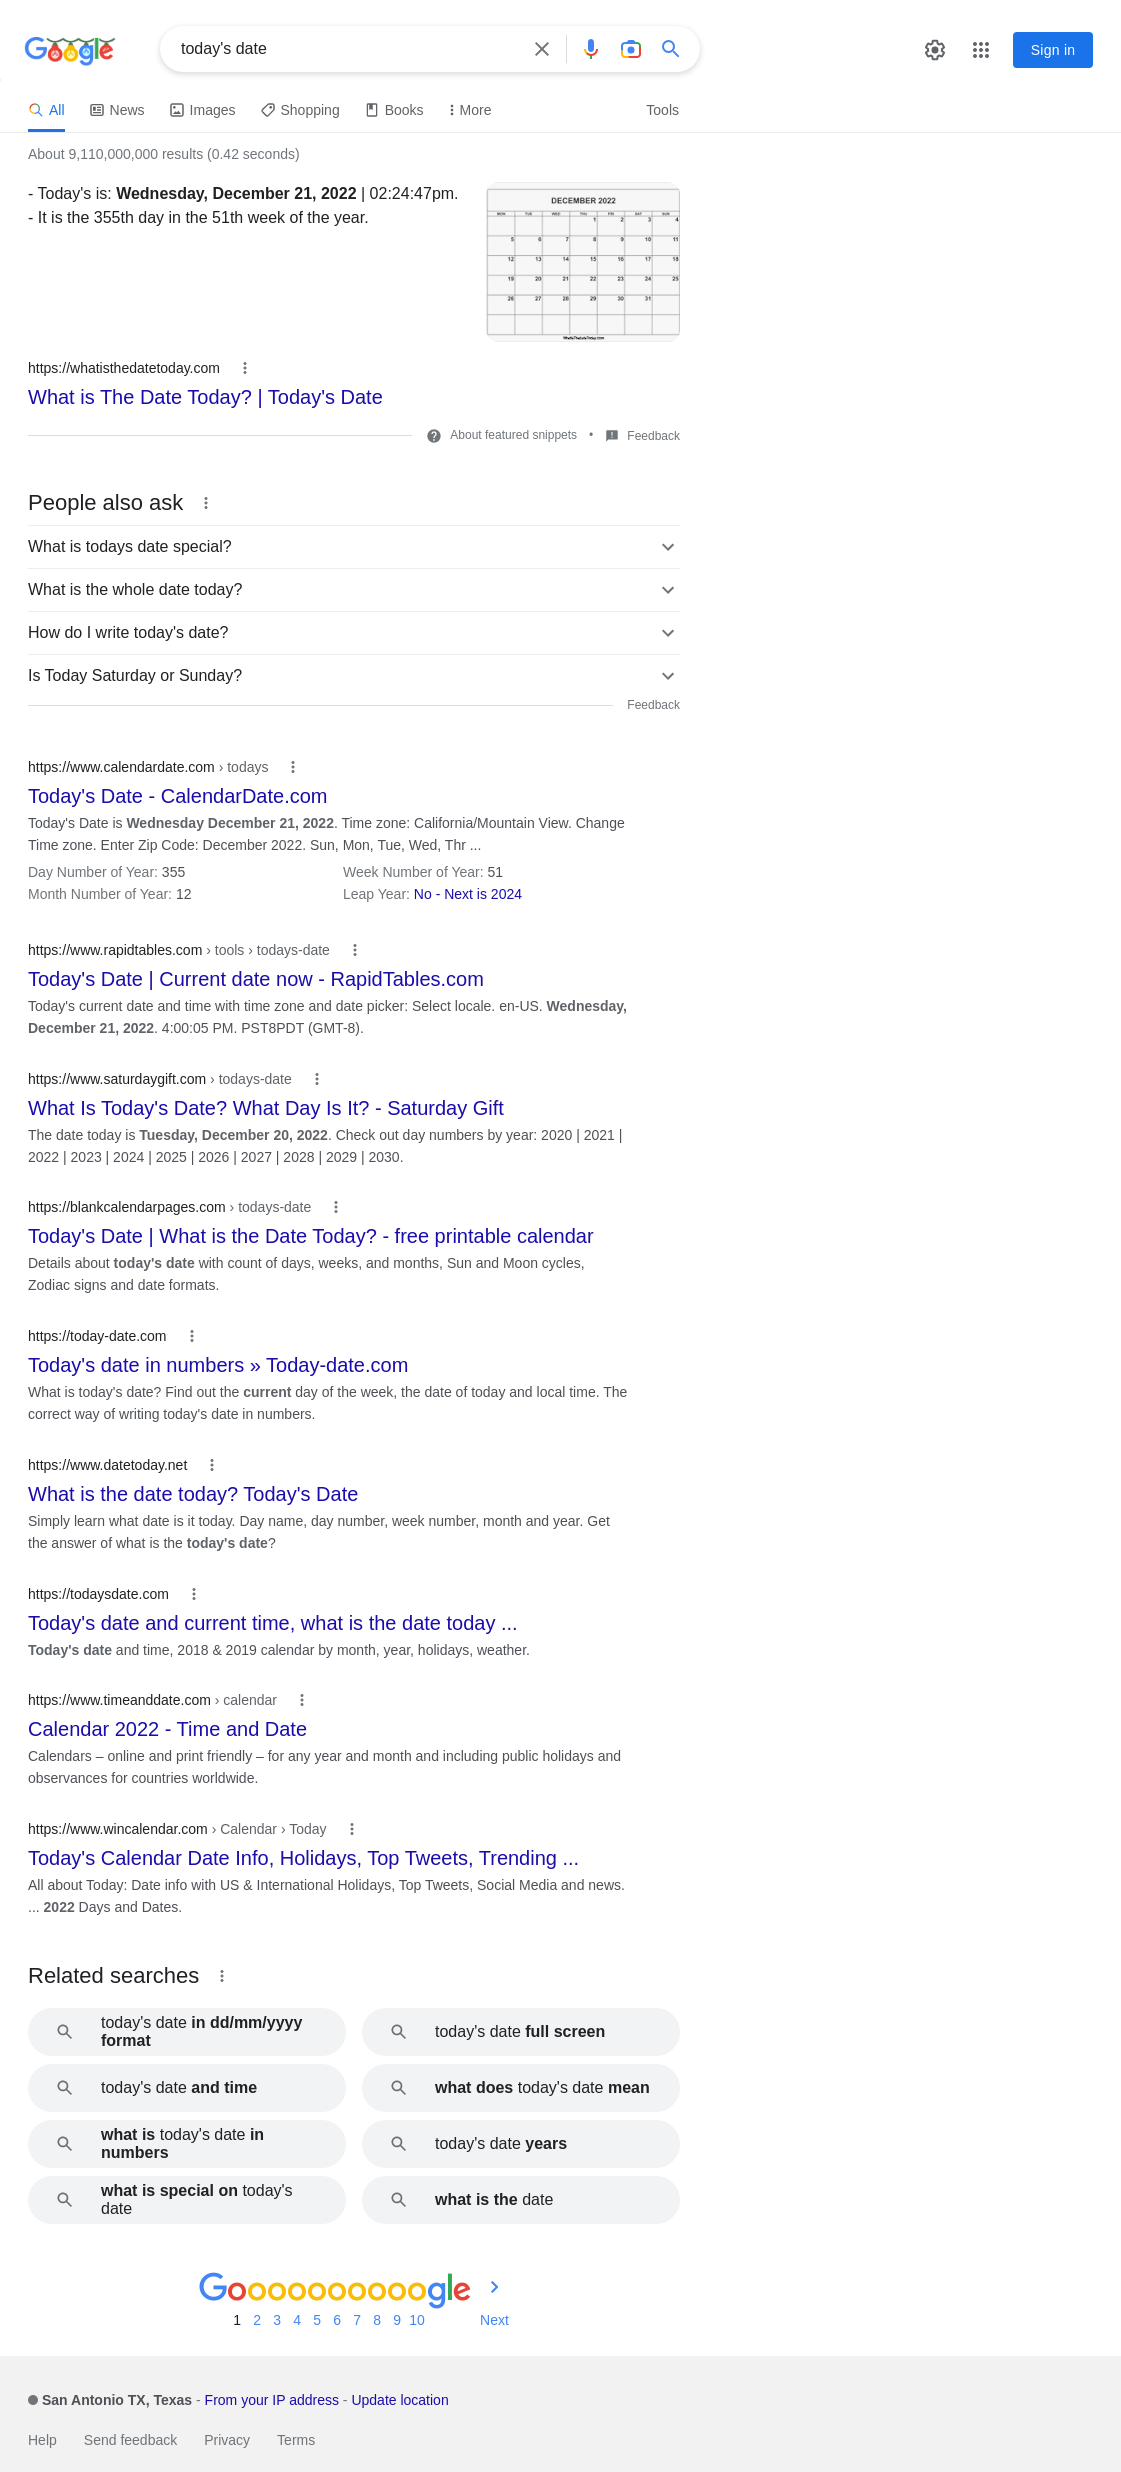 Google
today's date
Sign in
All News Images Shopping Books More Tools
About 9,110,000,000 results (0.42 seconds)
- Today's is: Wednesday, December 21, 2022 | 02:24:47pm.
- It is the 355th day in the 51th week of the year.
DECEMBER 2022
MON TUE WED THU FRI SAT SUN
1 2 3 4
5 6 7 8 9 10 11
12 13 14 15 16 17 18
19 20 21 22 23 24 25
26 27 28 29 30 31
WhatIsTheDateToday.com
https://whatisthedatetoday.com
What is The Date Today? | Today's Date
About featured snippets • Feedback
People also ask
What is todays date special?
What is the whole date today?
How do I write today's date?
Is Today Saturday or Sunday?
Feedback
https://www.calendardate.com › todays
Today's Date - CalendarDate.com
Today's Date is Wednesday December 21, 2022. Time zone: California/Mountain View. Change
Time zone. Enter Zip Code: December 2022. Sun, Mon, Tue, Wed, Thr ...
Day Number of Year: 355 Week Number of Year: 51
Month Number of Year: 12 Leap Year: No - Next is 2024
https://www.rapidtables.com › tools › todays-date
Today's Date | Current date now - RapidTables.com
Today's current date and time with time zone and date picker: Select locale. en-US. Wednesday,
December 21, 2022. 4:00:05 PM. PST8PDT (GMT-8).
https://www.saturdaygift.com › todays-date
What Is Today's Date? What Day Is It? - Saturday Gift
The date today is Tuesday, December 20, 2022. Check out day numbers by year: 2020 | 2021 |
2022 | 2023 | 2024 | 2025 | 2026 | 2027 | 2028 | 2029 | 2030.
https://blankcalendarpages.com › todays-date
Today's Date | What is the Date Today? - free printable calendar
Details about today's date with count of days, weeks, and months, Sun and Moon cycles,
Zodiac signs and date formats.
https://today-date.com
Today's date in numbers » Today-date.com
What is today's date? Find out the current day of the week, the date of today and local time. The
correct way of writing today's date in numbers.
https://www.datetoday.net
What is the date today? Today's Date
Simply learn what date is it today. Day name, day number, week number, month and year. Get
the answer of what is the today's date?
https://todaysdate.com
Today's date and current time, what is the date today ...
Today's date and time, 2018 & 2019 calendar by month, year, holidays, weather.
https://www.timeanddate.com › calendar
Calendar 2022 - Time and Date
Calendars – online and print friendly – for any year and month and including public holidays and
observances for countries worldwide.
https://www.wincalendar.com › Calendar › Today
Today's Calendar Date Info, Holidays, Top Tweets, Trending ...
All about Today: Date info with US & International Holidays, Top Tweets, Social Media and news.
... 2022 Days and Dates.
Related searches
today's date in dd/mm/yyyy
format
today's date full screen
today's date and time
what does today's date mean
what is today's date in
numbers
today's date years
what is special on today's
date
what is the date
Goooooooooogle
1 2 3 4 5 6 7 8 9 10 Next
San Antonio TX, Texas - From your IP address - Update location
Help Send feedback Privacy Terms